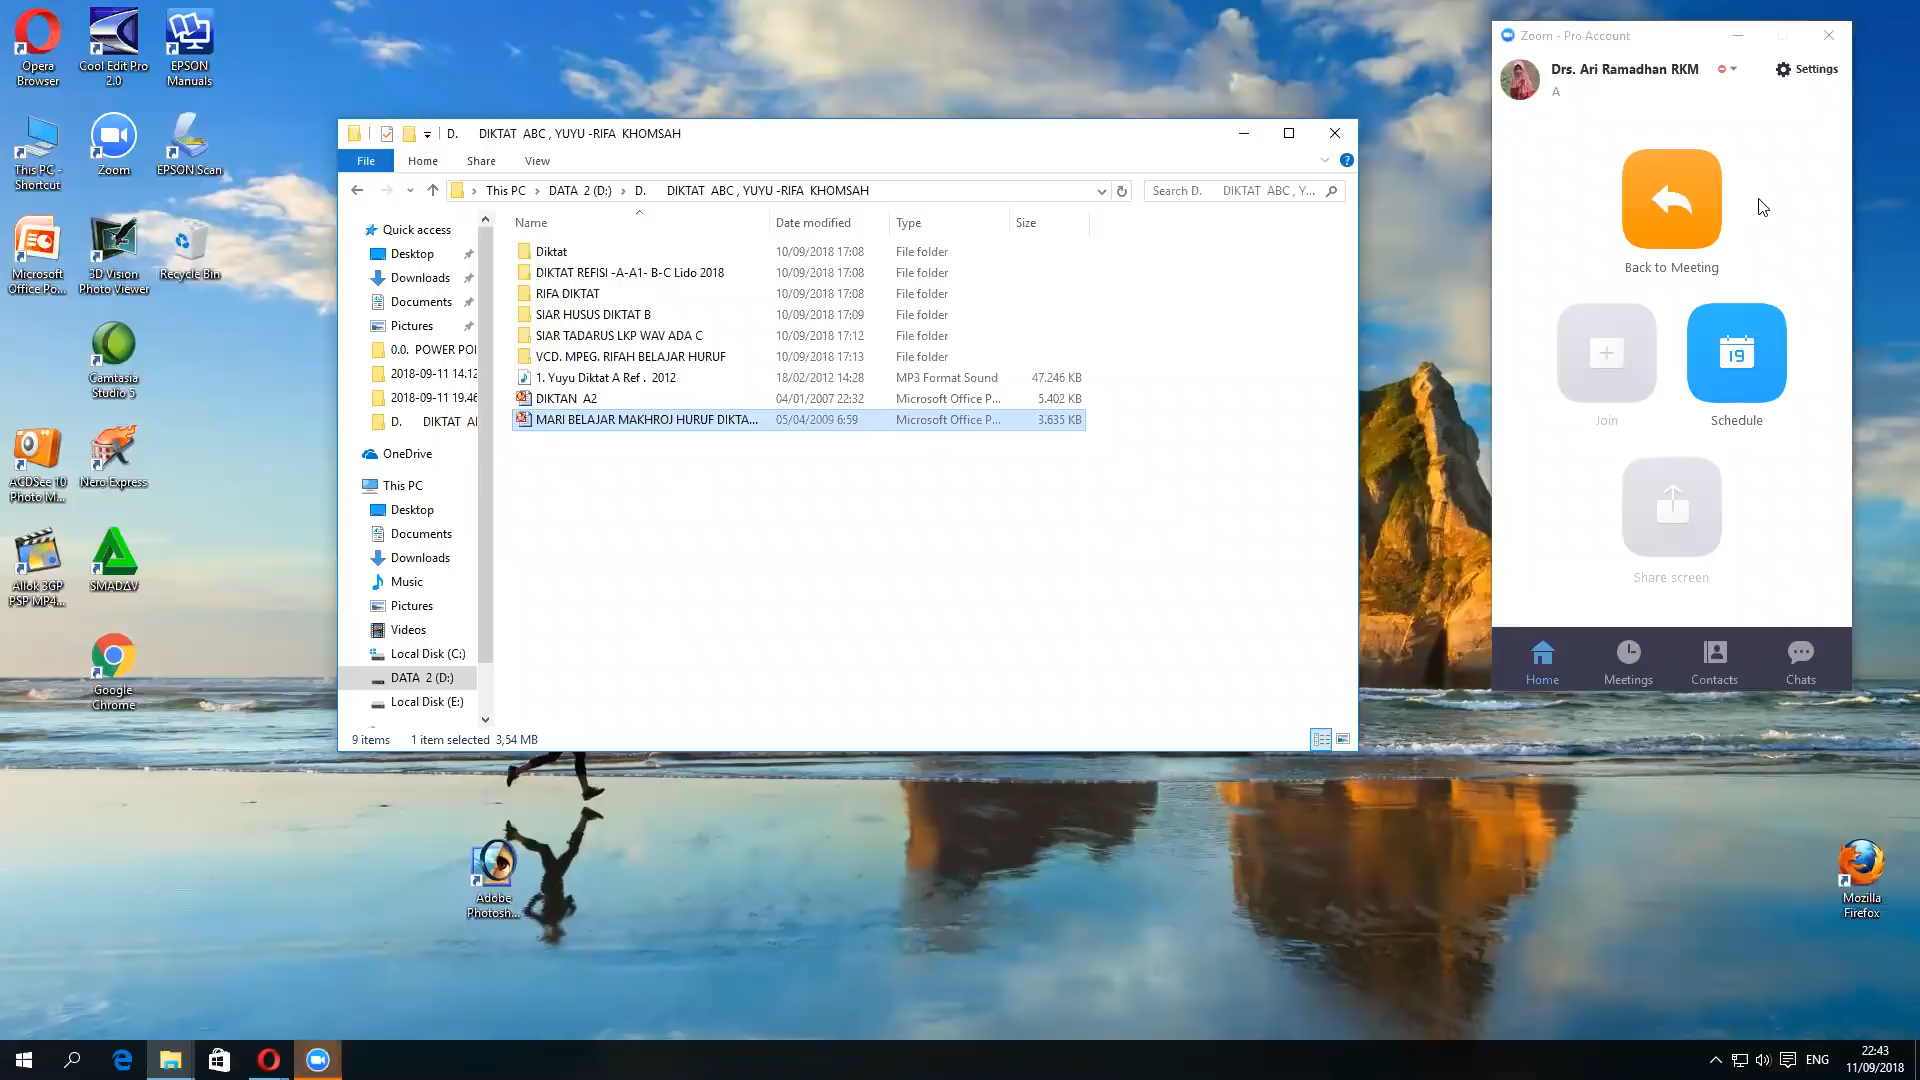 Opera Browser
Cool Edit Pro 2.0
EPSON Manuals
This PC - Shortcut
Zoom
EPSON Scan
Microsoft Office Po...
3D Vision Photo Viewer
Recycle Bin
Camtasia Studio 5
ACDSee 10 Photo M...
Nero Express
Allok 3GP PSP MP4...
SMADAV
Google Chrome
Adobe Photosh...
Mozilla Firefox
D. DIKTAT ABC , YUYU -RIFA KHOMSAH
File Home Share View
This PC > DATA 2 (D:) > D. DIKTAT ABC , YUYU -RIFA KHOMSAH
Search D. DIKTAT ABC , Y...
Name Date modified Type Size
Diktat 10/09/2018 17:08 File folder
DIKTAT REFISI -A-A1- B-C Lido 2018 10/09/2018 17:08 File folder
RIFA DIKTAT 10/09/2018 17:08 File folder
SIAR HUSUS DIKTAT B 10/09/2018 17:09 File folder
SIAR TADARUS LKP WAV ADA C 10/09/2018 17:12 File folder
VCD. MPEG. RIFAH BELAJAR HURUF 10/09/2018 17:13 File folder
1. Yuyu Diktat A Ref . 2012 18/02/2012 14:28 MP3 Format Sound 47.246 KB
DIKTAN A2 04/01/2007 22:32 Microsoft Office P... 5.402 KB
MARI BELAJAR MAKHROJ HURUF DIKTA... 05/04/2009 6:59 Microsoft Office P... 3.635 KB
Quick access
Desktop
Downloads
Documents
Pictures
0.0. POWER POI
2018-09-11 14.12
2018-09-11 19.46
D. DIKTAT A
OneDrive
This PC
Desktop
Documents
Downloads
Music
Pictures
Videos
Local Disk (C:)
DATA 2 (D:)
Local Disk (E:)
9 items 1 item selected 3,54 MB
Zoom - Pro Account
Drs. Ari Ramadhan RKM
Settings
A
Back to Meeting
19
Join
Schedule
Share screen
Home Meetings Contacts Chats
ENG
22:43
11/09/2018